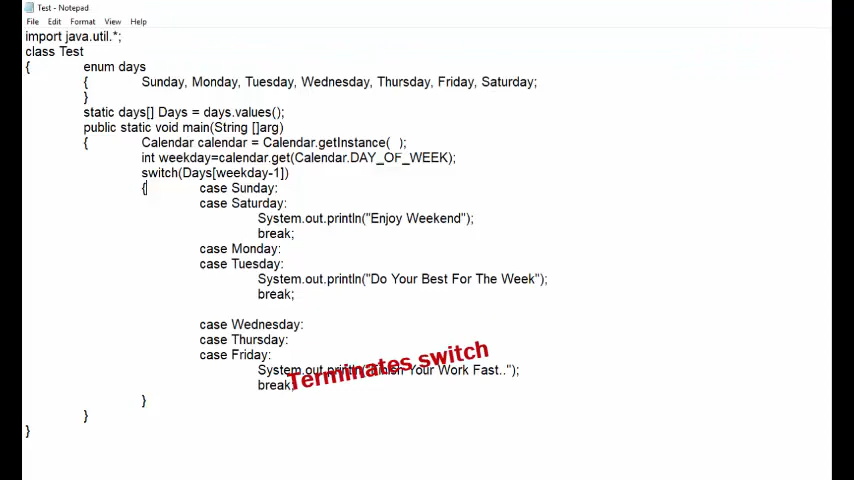 Test - Notepad
File Edit Format View Help
import java.util.*;
class Test
{ enum days
{ Sunday, Monday, Tuesday, Wednesday, Thursday, Friday, Saturday;
}
static days[] Days = days.values();
public static void main(String []arg)
{ Calendar calendar = Calendar.getInstance( );
int weekday=calendar.get(Calendar.DAY_OF_WEEK);
switch(Days[weekday-1])
{ case Sunday:
case Saturday:
System.out.println("Enjoy Weekend");
break;
case Monday:
case Tuesday:
System.out.println("Do Your Best For The Week");
break;
case Wednesday:
case Thursday:
case Friday:
Terminates switch
System.out.println("Finish Your Work Fast..");
break;
}
}
}